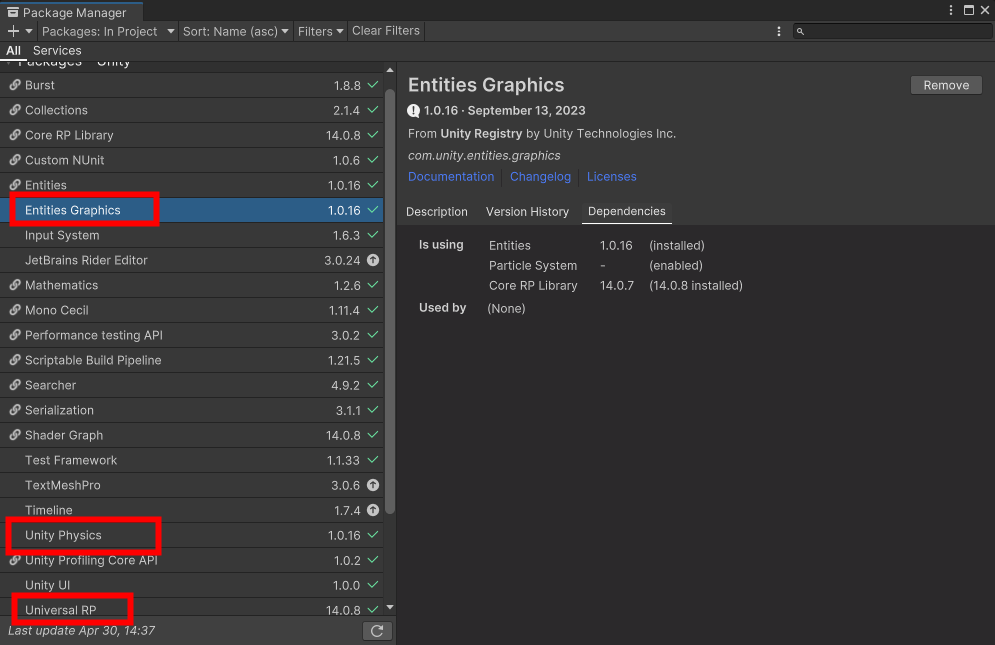 Package Manager
Packages: In Project Sort: Name (asc) Filters Clear Filters
All Services
Packages - Unity
Burst 1.8.8
Collections 2.1.4
Core RP Library 14.0.8
Custom NUnit 1.0.6
Entities 1.0.16
Entities Graphics 1.0.16
Input System 1.6.3
JetBrains Rider Editor 3.0.24
Mathematics 1.2.6
Mono Cecil 1.11.4
Performance testing API 3.0.2
Scriptable Build Pipeline 1.21.5
Searcher 4.9.2
Serialization 3.1.1
Shader Graph 14.0.8
Test Framework 1.1.33
TextMeshPro 3.0.6
Timeline 1.7.4
Unity Physics 1.0.16
Unity Profiling Core API 1.0.2
Unity UI 1.0.0
Universal RP 14.0.8
Last update Apr 30, 14:37
Entities Graphics
Remove
1.0.16 · September 13, 2023
From Unity Registry by Unity Technologies Inc.
com.unity.entities.graphics
Documentation Changelog Licenses
Description Version History Dependencies
Is using Entities 1.0.16 (installed)
Particle System - (enabled)
Core RP Library 14.0.7 (14.0.8 installed)
Used by (None)